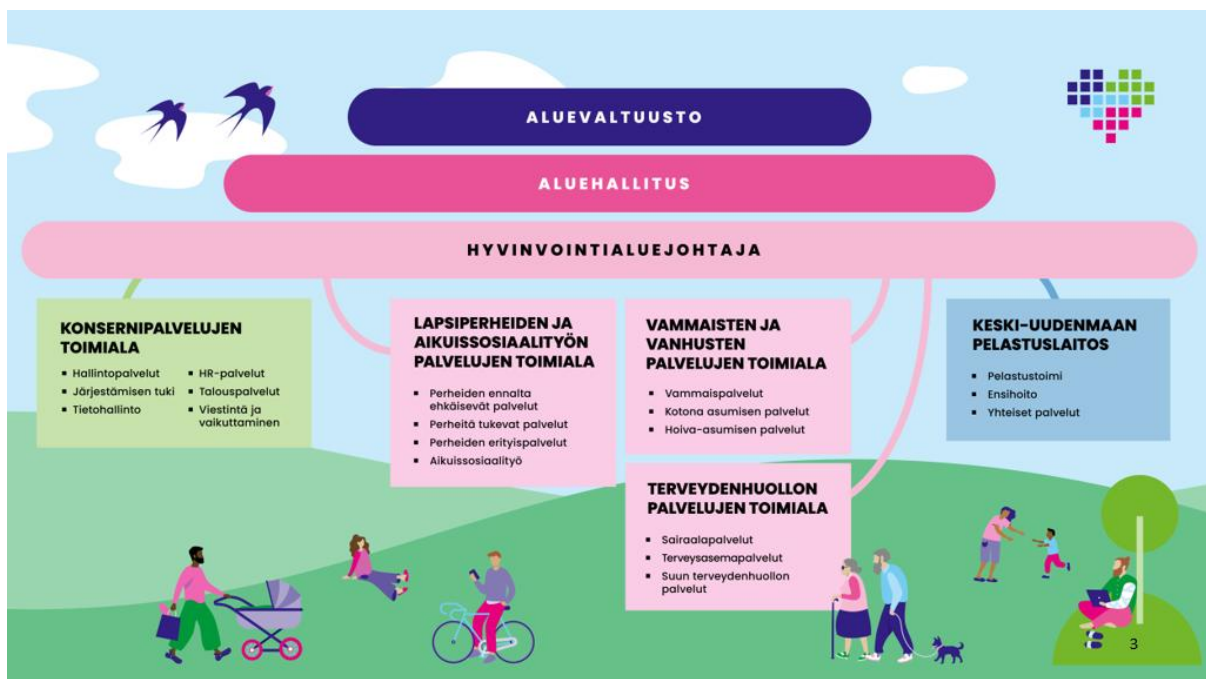 ALUEVALTUUSTO
ALUEHALLITUS
HYVINVOINTIALUEJOHTAJA
KONSERNIPALVELUJEN
TOIMIALA
▪ Hallintopalvelut
▪ Järjestämisen tuki
▪ Tietohallinto
▪ HR-palvelut
▪ Talouspalvelut
▪ Viestintä ja
vaikuttaminen
LAPSIPERHEIDEN JA
AIKUISSOSIAALITYÖN
PALVELUJEN TOIMIALA
▪ Perheiden ennalta
ehkäisevät palvelut
▪ Perheitä tukevat palvelut
▪ Perheiden erityispalvelut
▪ Aikuissosiaalityö
VAMMAISTEN JA
VANHUSTEN
PALVELUJEN TOIMIALA
▪ Vammaispalvelut
▪ Kotona asumisen palvelut
▪ Hoiva-asumisen palvelut
TERVEYDENHUOLLON
PALVELUJEN TOIMIALA
▪ Sairaalapalvelut
▪ Terveysasemapalvelut
▪ Suun terveydenhuollon
palvelut
KESKI-UUDENMAAN
PELASTUSLAITOS
▪ Pelastustoimi
▪ Ensihoito
▪ Yhteiset palvelut
3